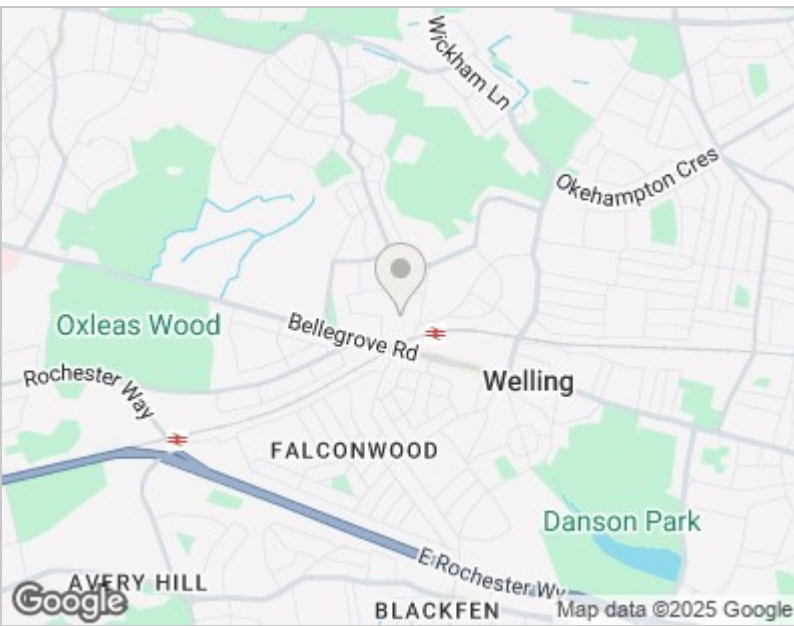 Wickham Ln
Okehampton Cres
Oxleas Wood
Bellegrove Rd
Rochester Way
Welling
FALCONWOOD
Danson Park
E Rochester Wy
AVERY HILL
Google
BLACKFEN
Map data ©2025 Google